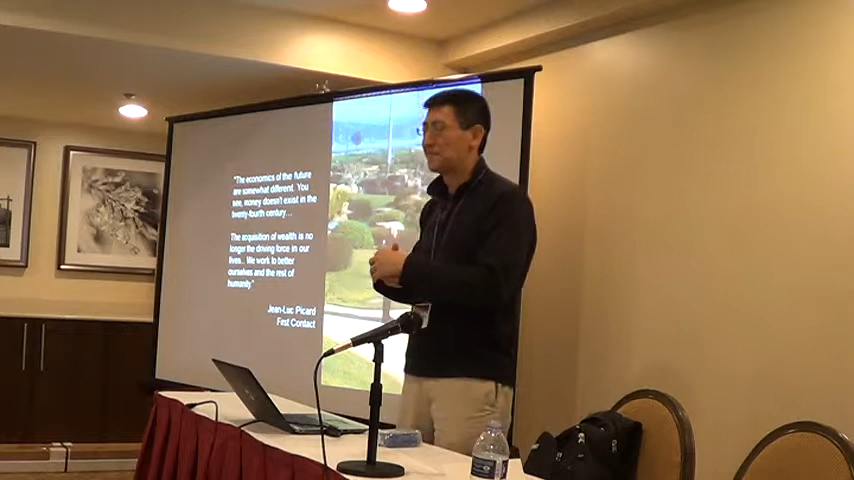 "The economics of the future
are somewhat different. You
see, money doesn't exist in the
twenty-fourth century...
The acquisition of wealth is no
longer the driving force in our
lives.. We work to better
ourselves and the rest of
humanity."
Jean-Luc Picard
First Contact